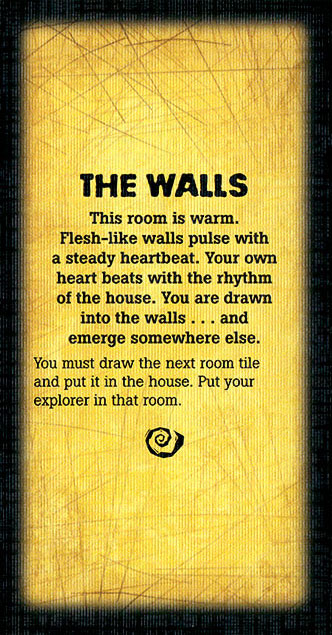 THE WALLS
This room is warm.
Flesh-like walls pulse with
a steady heartbeat. Your own
heart beats with the rhythm
of the house. You are drawn
into the walls . . . and
emerge somewhere else.
You must draw the next room tile
and put it in the house. Put your
explorer in that room.